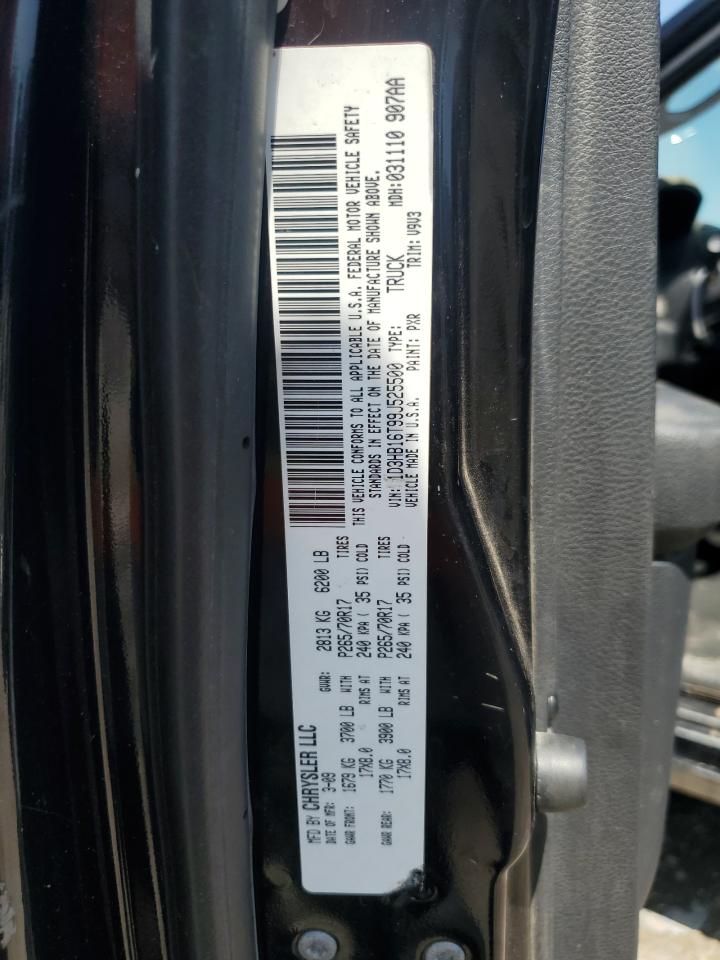 MFD BY CHRYSLER LLC
DATE OF MFR: 3-09 GVWR: 2813 KG 6200 LB
GAWR FRONT: 1679 KG 3700 LB WITH P265/70R17 TIRES
17X8.0 RIMS AT 240 KPA ( 35 PSI) COLD
GAWR REAR: 1770 KG 3900 LB WITH P265/70R17 TIRES
17X8.0 RIMS AT 240 KPA ( 35 PSI) COLD
THIS VEHICLE CONFORMS TO ALL APPLICABLE U.S.A. FEDERAL MOTOR VEHICLE SAFETY
STANDARDS IN EFFECT ON THE DATE OF MANUFACTURE SHOWN ABOVE.
VIN: 1D3HB16T99J525500 TYPE: TRUCK MDH:031110 907AA
VEHICLE MADE IN U.S.A. PAINT: PXR TRIM: V9V3